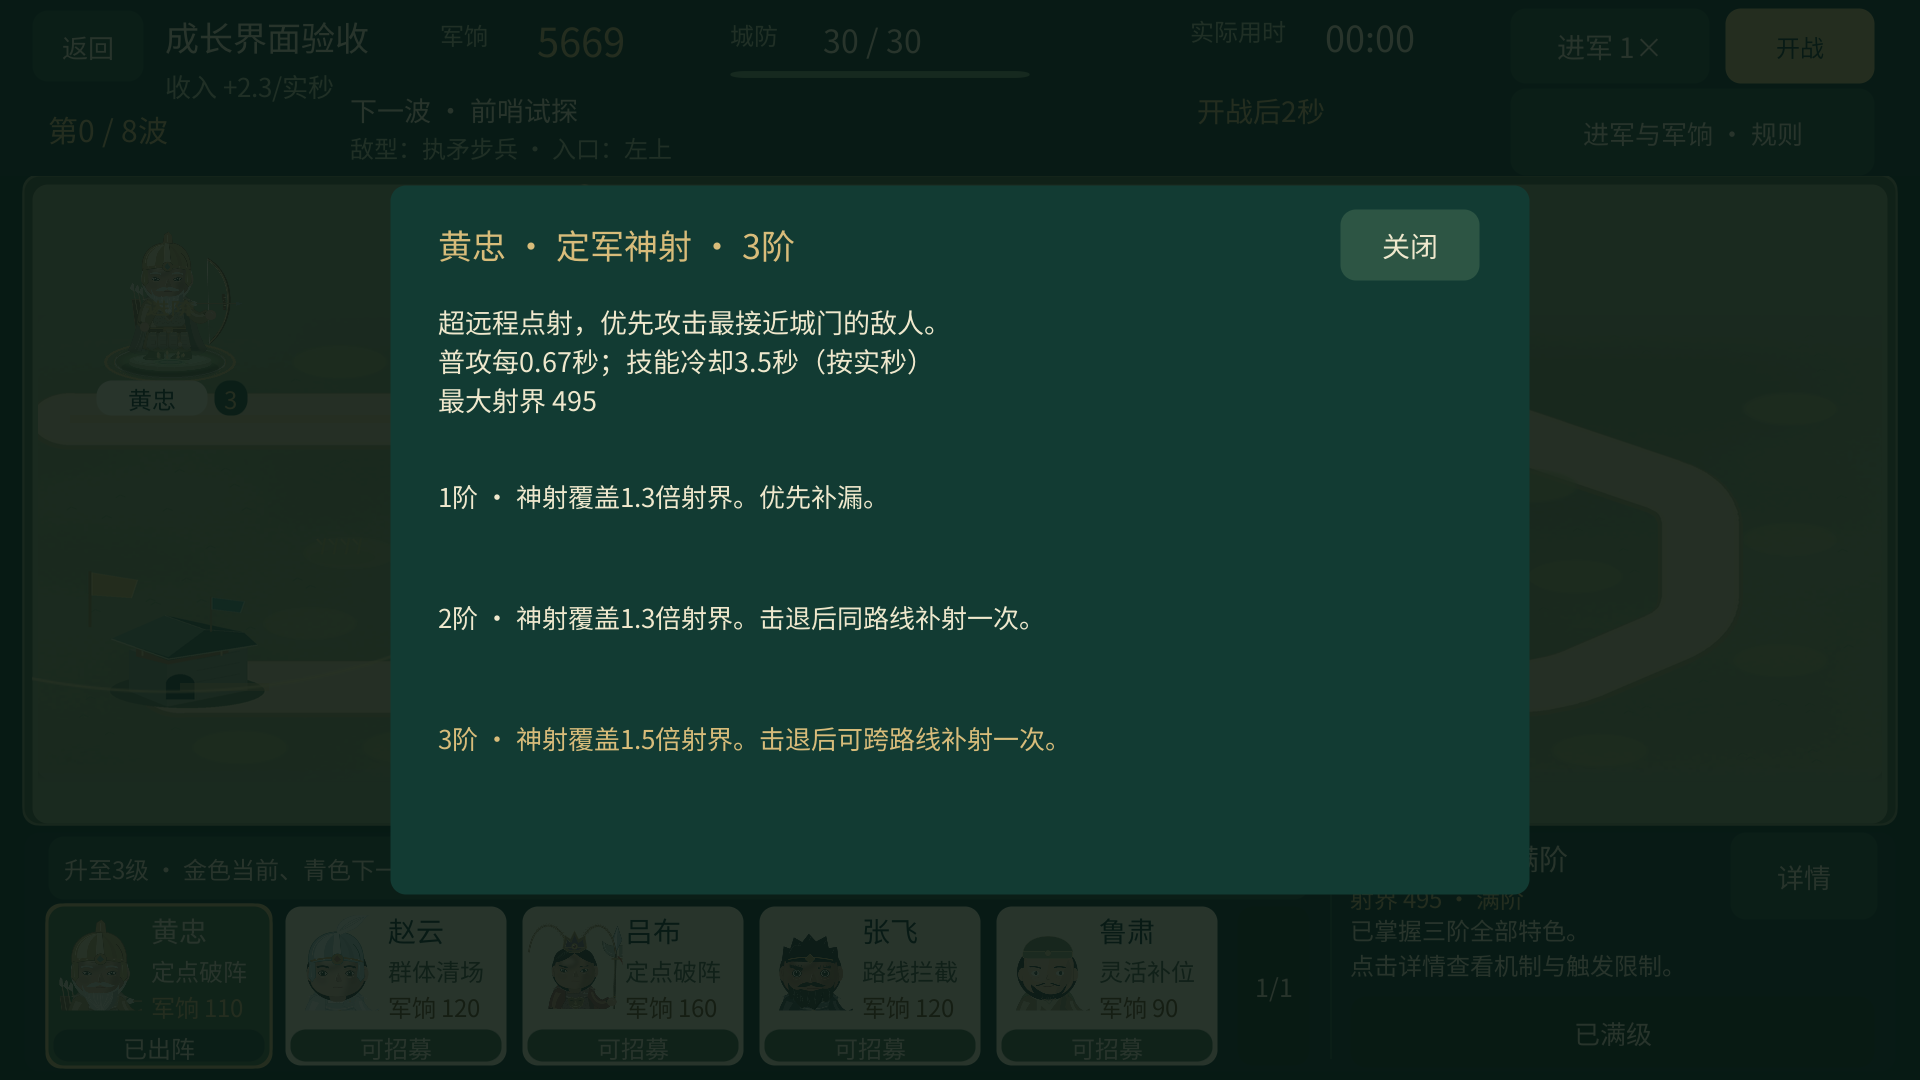 返回
成长界面验收
收入 +2.3/实秒
军饷
5669
城防
30 / 30
实际用时
00:00
进军 1×
开战
第0 / 8波
下一波 · 前哨试探
敌型：执矛步兵 · 入口：左上
开战后2秒
进军与军饷 · 规则
黄忠 · 定军神射 · 3阶
关闭
超远程点射，优先攻击最接近城门的敌人。
普攻每0.67秒；技能冷却3.5秒（按实秒）
最大射界 495
1阶 · 神射覆盖1.3倍射界。优先补漏。
2阶 · 神射覆盖1.3倍射界。击退后同路线补射一次。
3阶 · 神射覆盖1.5倍射界。击退后可跨路线补射一次。
黄忠
3
升至3级 · 金色当前、青色下一
满阶
射界 495 · 满阶
已掌握三阶全部特色。
点击详情查看机制与触发限制。
详情
已满级
黄忠
定点破阵
军饷 110
已出阵
赵云
群体清场
军饷 120
可招募
吕布
定点破阵
军饷 160
可招募
张飞
路线拦截
军饷 120
可招募
鲁肃
灵活补位
军饷 90
可招募
1/1